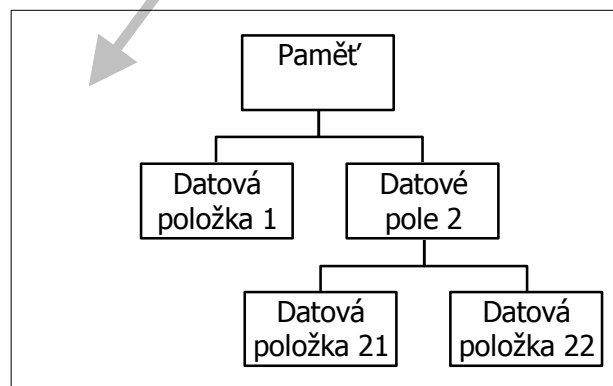 Paměť
Datová
položka 1
Datové
pole 2
Datová
položka 21
Datová
položka 22